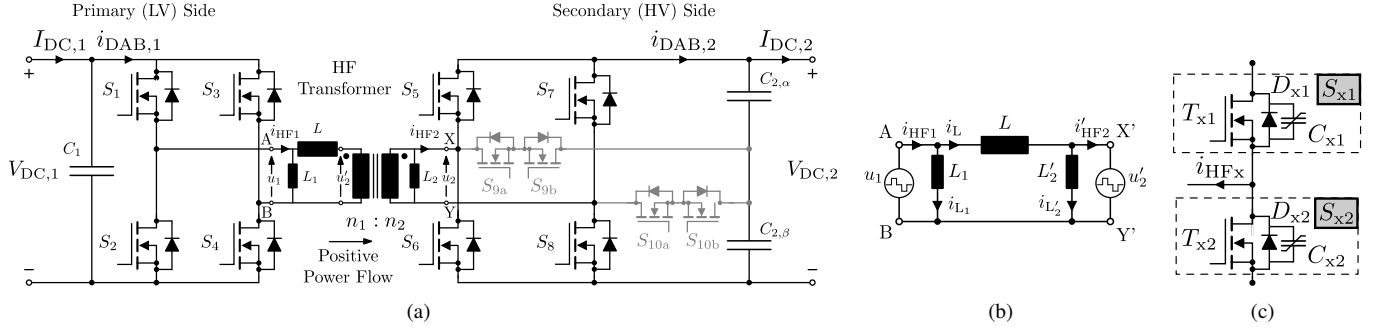 Primary (LV) Side
Secondary (HV) Side
I_DC,1
i_DAB,1
i_DAB,2
I_DC,2
+
+
S_1
S_3
HF
Transformer
S_5
S_7
C_2,α
C_1
V_DC,1
A
i_HF1
L
i_HF2
X
S_9a
S_9b
V_DC,2
u_1
L_1
u'_2
L_2
u_2
B
Y
S_10a
S_10b
n_1 : n_2
S_2
S_4
S_6
S_8
C_2,β
Positive
Power Flow
−
−
(a)
A
i_HF1
i_L
L
i'_HF2
X'
u_1
L_1
L'_2
u'_2
i_L_1
i_L'_2
B
Y'
(b)
D_x1
S_x1
T_x1
C_x1
i_HFx
D_x2
S_x2
T_x2
C_x2
(c)